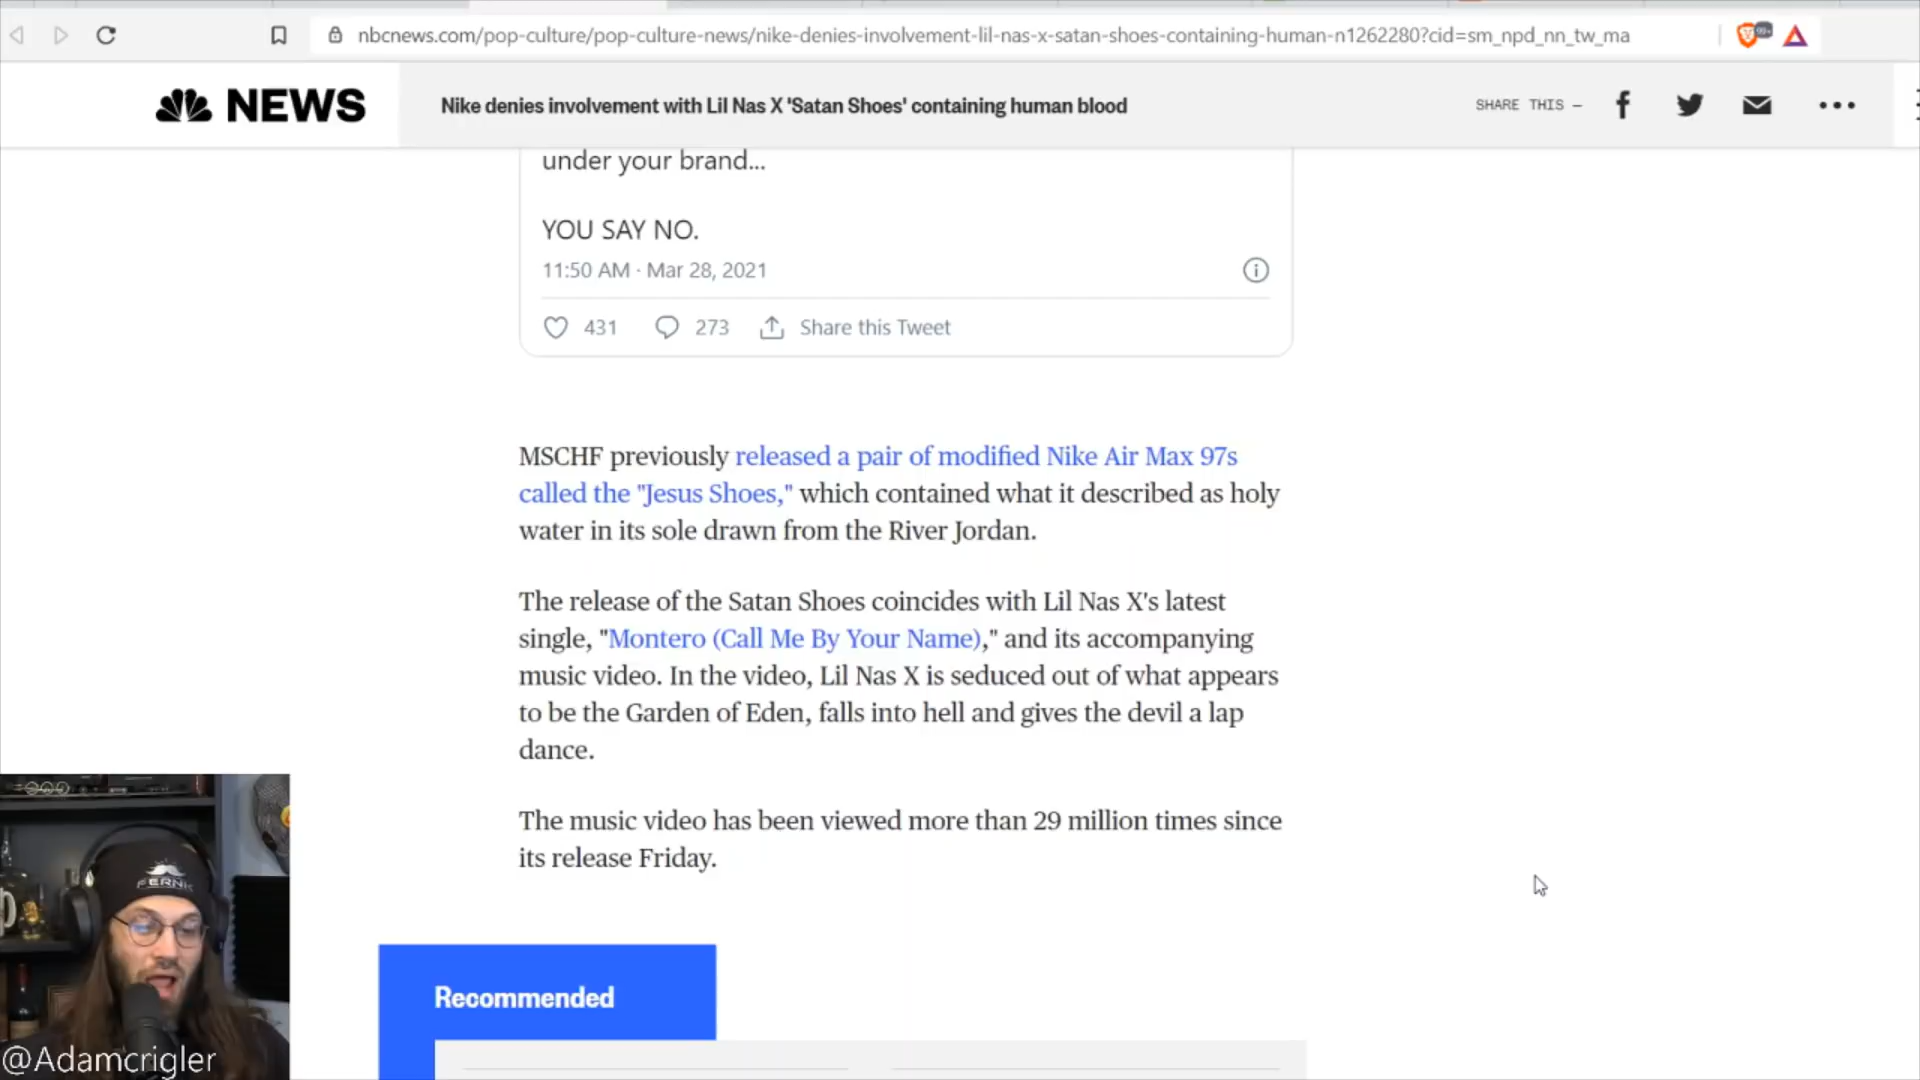 nbcnews.com/pop-culture/pop-culture-news/nike-denies-involvement-lil-nas-x-satan-shoes-containing-human-n1262280?cid=sm_npd_nn_tw_ma
NEWS
Nike denies involvement with Lil Nas X 'Satan Shoes' containing human blood
SHARE THIS —
under your brand...
YOU SAY NO.
11:50 AM · Mar 28, 2021
431 273 Share this Tweet
MSCHF previously released a pair of modified Nike Air Max 97s
called the "Jesus Shoes," which contained what it described as holy
water in its sole drawn from the River Jordan.
The release of the Satan Shoes coincides with Lil Nas X's latest
single, "Montero (Call Me By Your Name)," and its accompanying
music video. In the video, Lil Nas X is seduced out of what appears
to be the Garden of Eden, falls into hell and gives the devil a lap
dance.
The music video has been viewed more than 29 million times since
its release Friday.
Recommended
@Adamcrigler